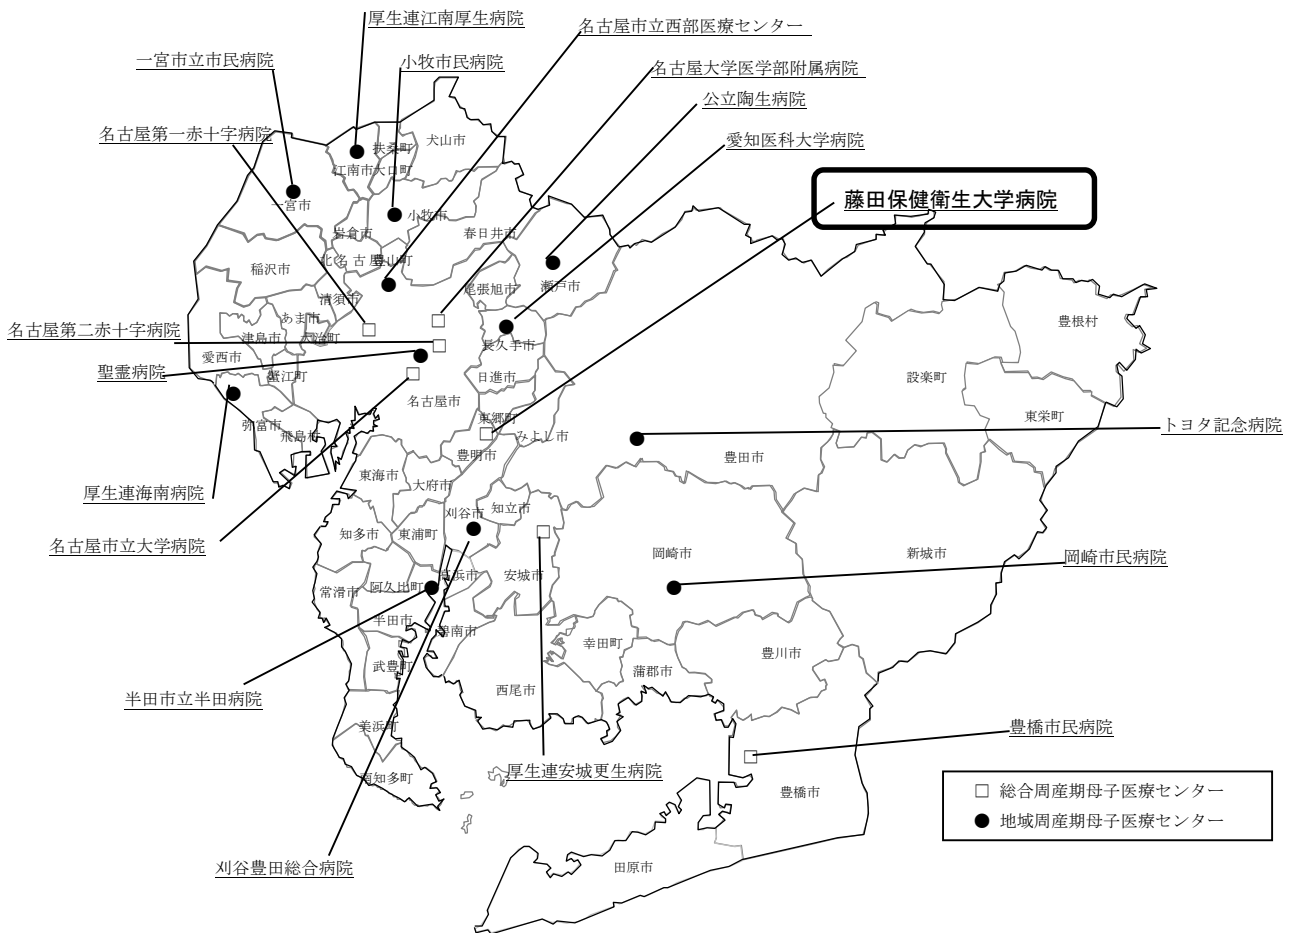 厚生連江南厚生病院
名古屋市立西部医療センター
一宮市立市民病院
小牧市民病院
名古屋大学医学部附属病院
公立陶生病院
名古屋第一赤十字病院
愛知医科大学病院
藤田保健衛生大学病院
犬山市
扶桑町
江南市
大口町
一宮市
小牧市
岩倉市
春日井市
北名古屋
豊山町
稲沢市
瀬戸市
尾張旭市
清須市
あま市
大治町
津島市
名古屋第二赤十字病院
長久手市
愛西市
聖霊病院
蟹江町
日進市
豊根村
設楽町
東栄町
名古屋市
東郷町
弥富市
飛島村
みよし市
トヨタ記念病院
豊明市
豊田市
東海市
大府市
厚生連海南病院
知立市
刈谷市
知多市
東浦町
名古屋市立大学病院
岡崎市
新城市
岡崎市民病院
高浜市
安城市
阿久比町
常滑市
半田市
碧南市
幸田町
豊川市
武豊町
蒲郡市
西尾市
半田市立半田病院
美浜町
豊橋市民病院
南知多町
厚生連安城更生病院
豊橋市
□ 総合周産期母子医療センター
● 地域周産期母子医療センター
刈谷豊田総合病院
田原市